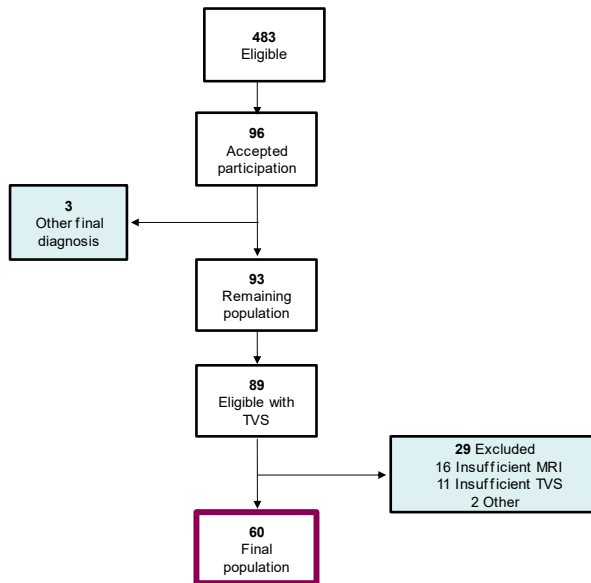 483
Eligible
96
Accepted
participation
3
Other final
diagnosis
93
Remaining
population
89
Eligible with
TVS
29 Excluded
16 Insufficient MRI
11 Insufficient TVS
2 Other
60
Final
population